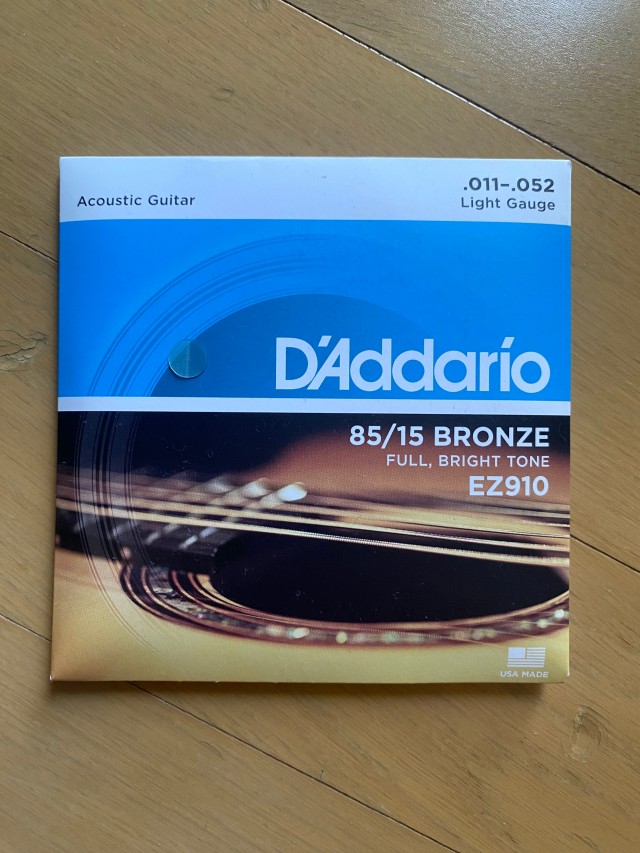 Acoustic Guitar
.011–.052
Light Gauge
D'Addario
85/15 BRONZE
FULL, BRIGHT TONE
EZ910
USA MADE